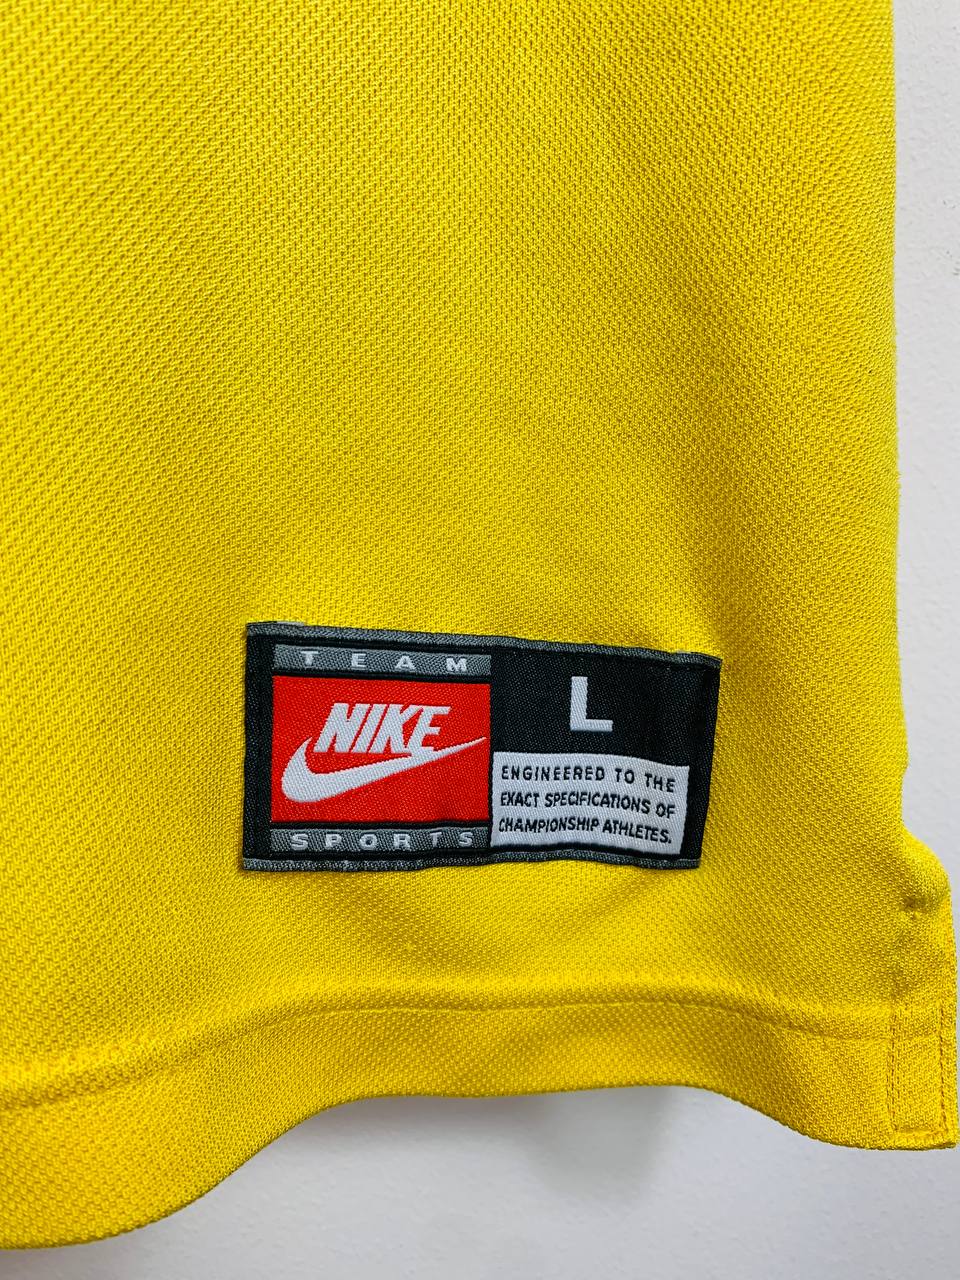 TEAM
NIKE
SPORTS
L
ENGINEERED TO THE
EXACT SPECIFICATIONS OF
CHAMPIONSHIP ATHLETES.